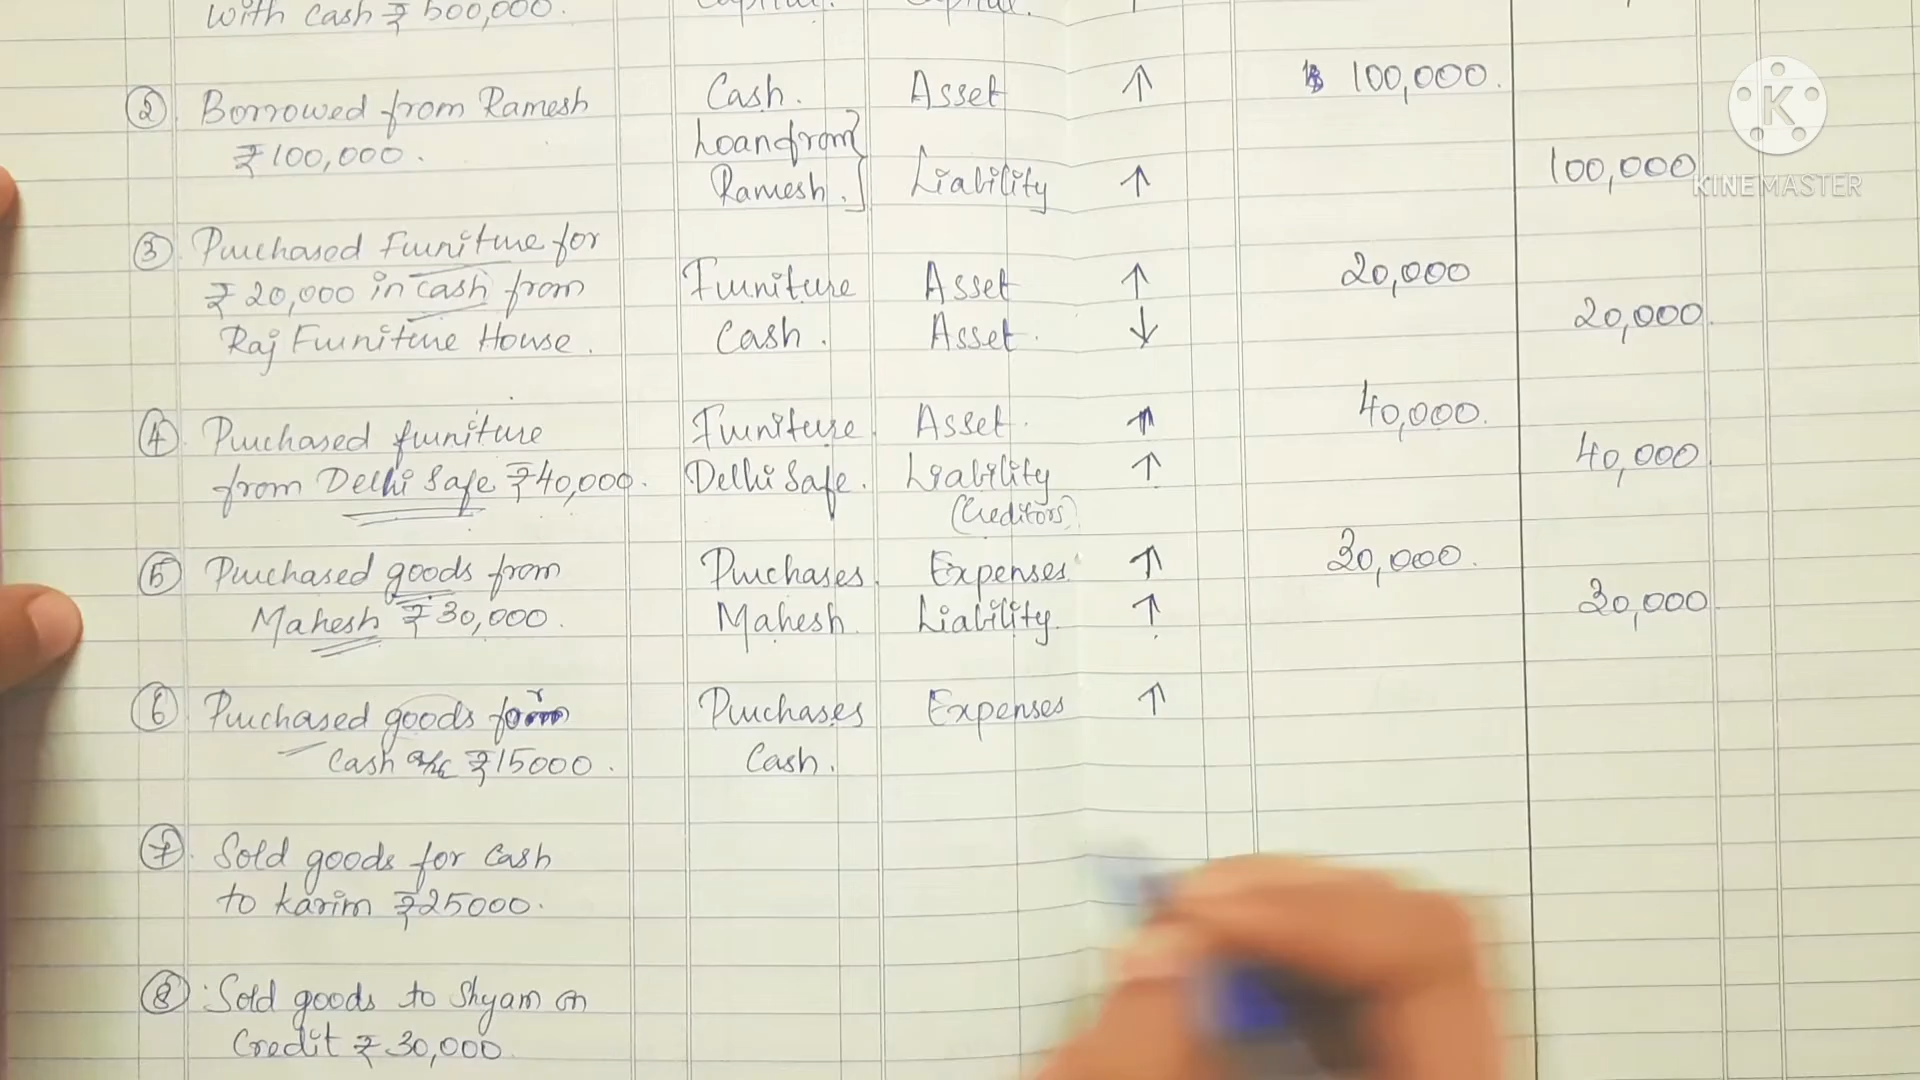 with cash ₹ 500,000.
Capital. Capital.
② Borrowed from Ramesh Cash. Asset ↑ 100,000.
₹100,000. Loan from
Ramesh. Liability ↑ 100,000
③ Purchased Furniture for
₹ 20,000 in cash from Furniture Asset ↑ 20,000
Raj Furniture House. Cash. Asset. ↓ 20,000
④ Purchased furniture Furniture Asset. ↑ 40,000.
from Delhi Safe ₹40,000. Delhi Safe. Liability ↑ 40,000
(Creditors)
⑤ Purchased goods from Purchases Expenses ↑ 30,000.
Mahesh ₹30,000. Mahesh Liability. ↑ 30,000
⑥ Purchased goods for Purchases Expenses ↑
Cash ₹15000. Cash.
⑦ Sold goods for cash
to Karim ₹25000.
⑧ Sold goods to Shyam on
Credit ₹30,000
K
KINEMASTER